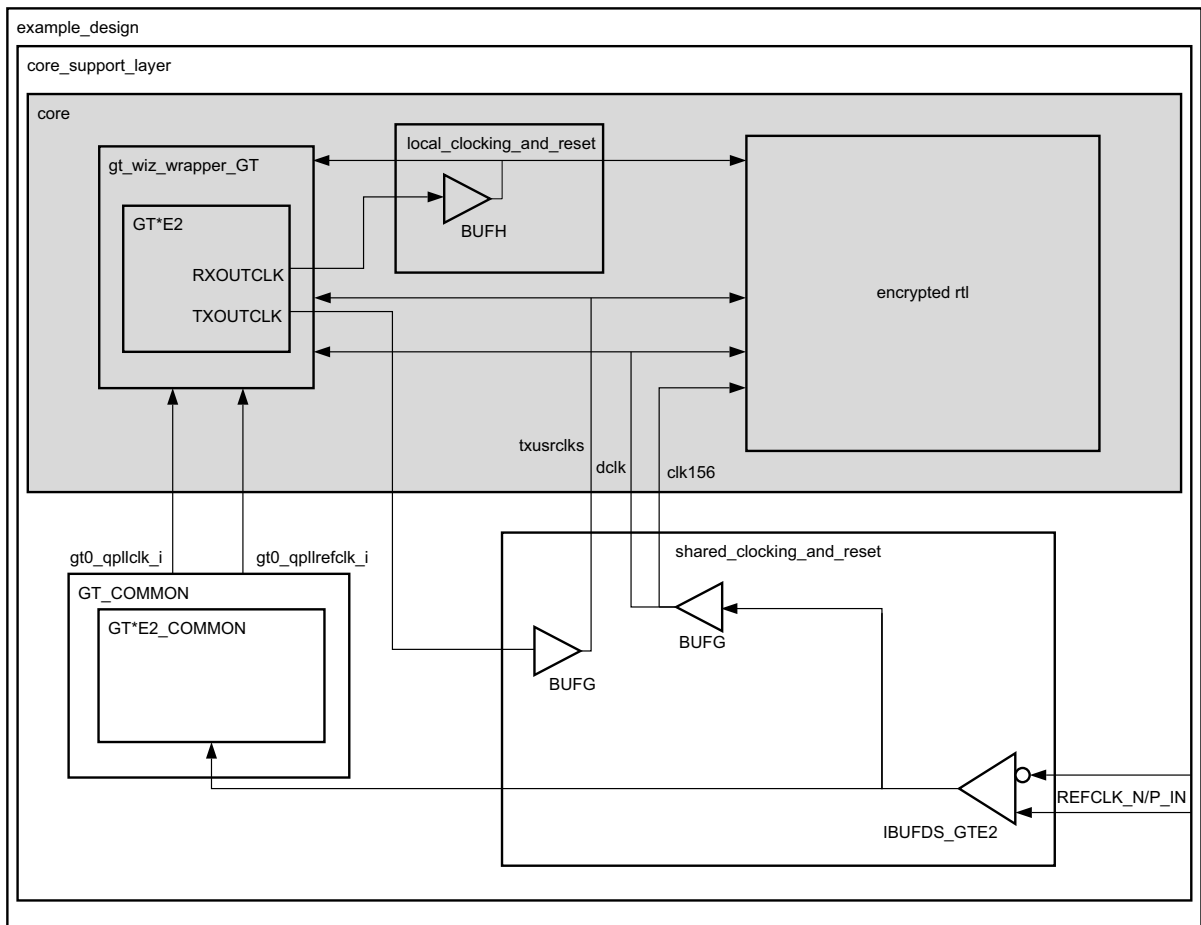 example_design
core_support_layer
core
local_clocking_and_reset
gt_wiz_wrapper_GT
GT*E2
BUFH
RXOUTCLK
TXOUTCLK
encrypted rtl
txusrclks
dclk
clk156
gt0_qpllclk_i
gt0_qpllrefclk_i
shared_clocking_and_reset
GT_COMMON
GT*E2_COMMON
BUFG
BUFG
REFCLK_N/P_IN
IBUFDS_GTE2